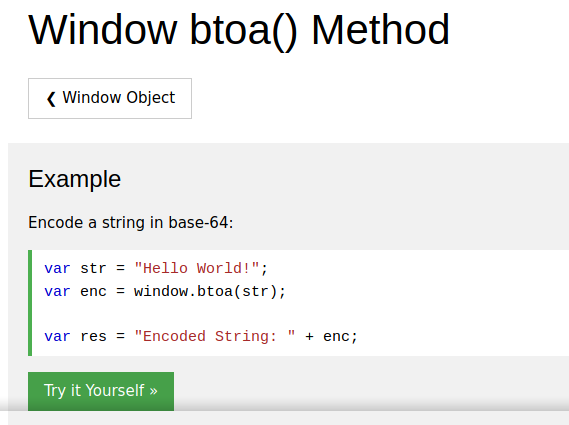 Window btoa() Method
❮ Window Object
Example
Encode a string in base-64:
var str = "Hello World!";
var enc = window.btoa(str);
var res = "Encoded String: " + enc;
Try it Yourself »